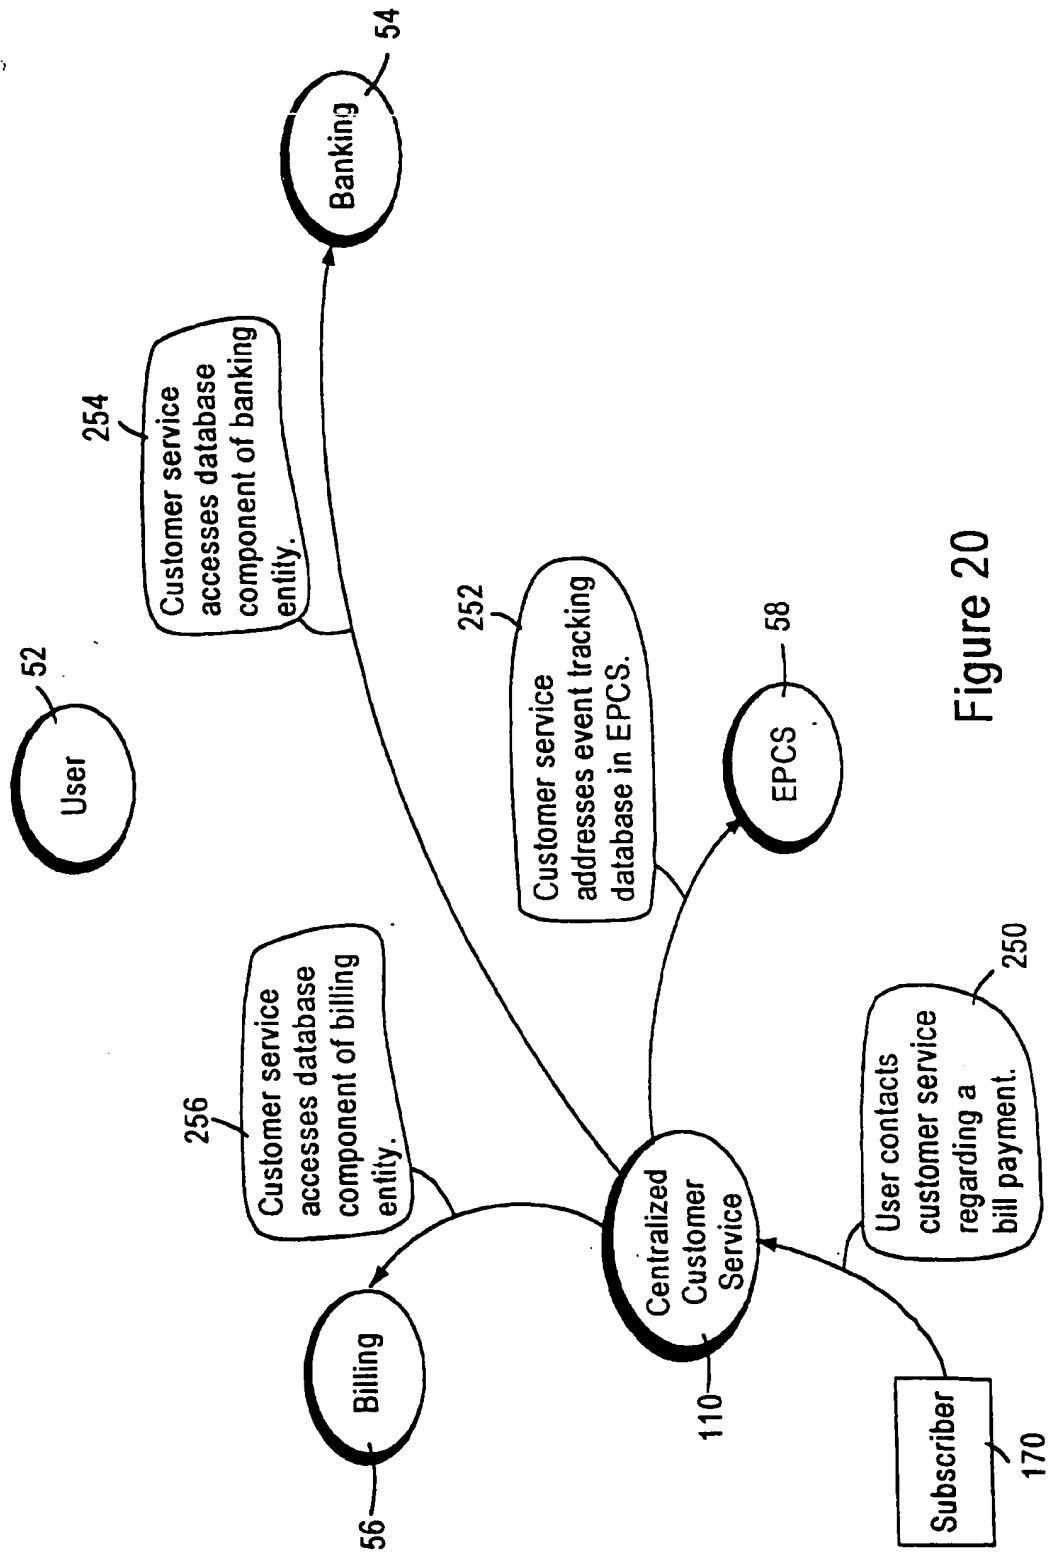 52
User
256
Customer service
accesses database
component of billing
entity.
254
Customer service
accesses database
component of banking
entity.
Banking
54
Billing
56
252
Customer service
addresses event tracking
database in EPCS.
Centralized
Customer
Service
110
EPCS
58
Subscriber
170
User contacts
customer service
regarding a
bill payment.
250
Figure 20